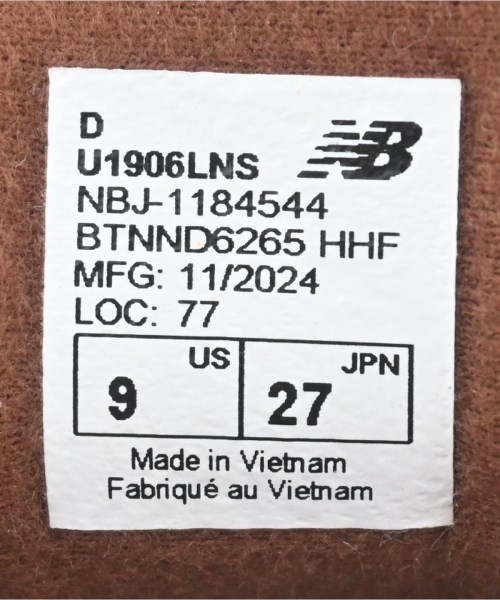 D
U1906LNS
NB
NBJ-1184544
BTNND6265 HHF
MFG: 11/2024
LOC: 77
US
9
JPN
27
Made in Vietnam
Fabriqué au Vietnam